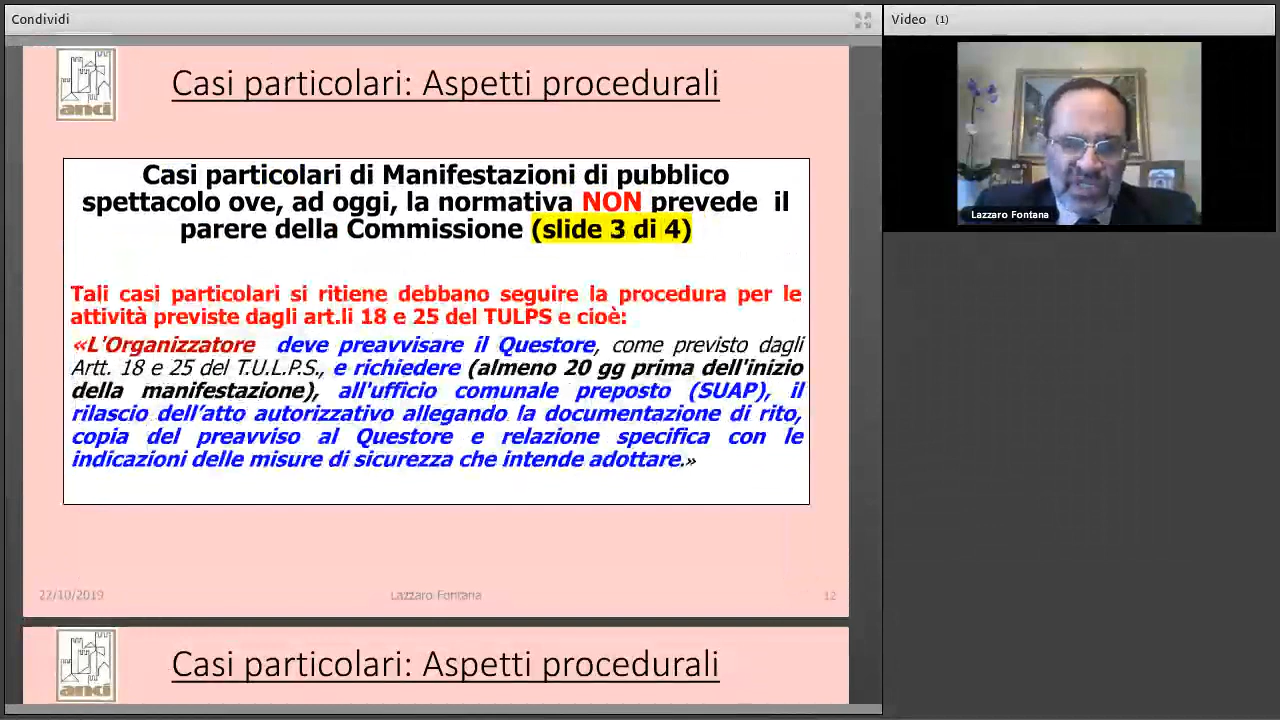 Condividi
Video (1)
anci
Casi particolari: Aspetti procedurali
Casi particolari di Manifestazioni di pubblico
spettacolo ove, ad oggi, la normativa NON prevede il
parere della Commissione (slide 3 di 4)
Tali casi particolari si ritiene debbano seguire la procedura per le
attività previste dagli art.li 18 e 25 del TULPS e cioè:
«L'Organizzatore deve preavvisare il Questore, come previsto dagli
Artt. 18 e 25 del T.U.L.P.S., e richiedere (almeno 20 gg prima dell'inizio
della manifestazione), all'ufficio comunale preposto (SUAP), il
rilascio dell’atto autorizzativo allegando la documentazione di rito,
copia del preavviso al Questore e relazione specifica con le
indicazioni delle misure di sicurezza che intende adottare.»
22/10/2019
Lazzaro Fontana
12
Lazzaro Fontana
anci
Casi particolari: Aspetti procedurali